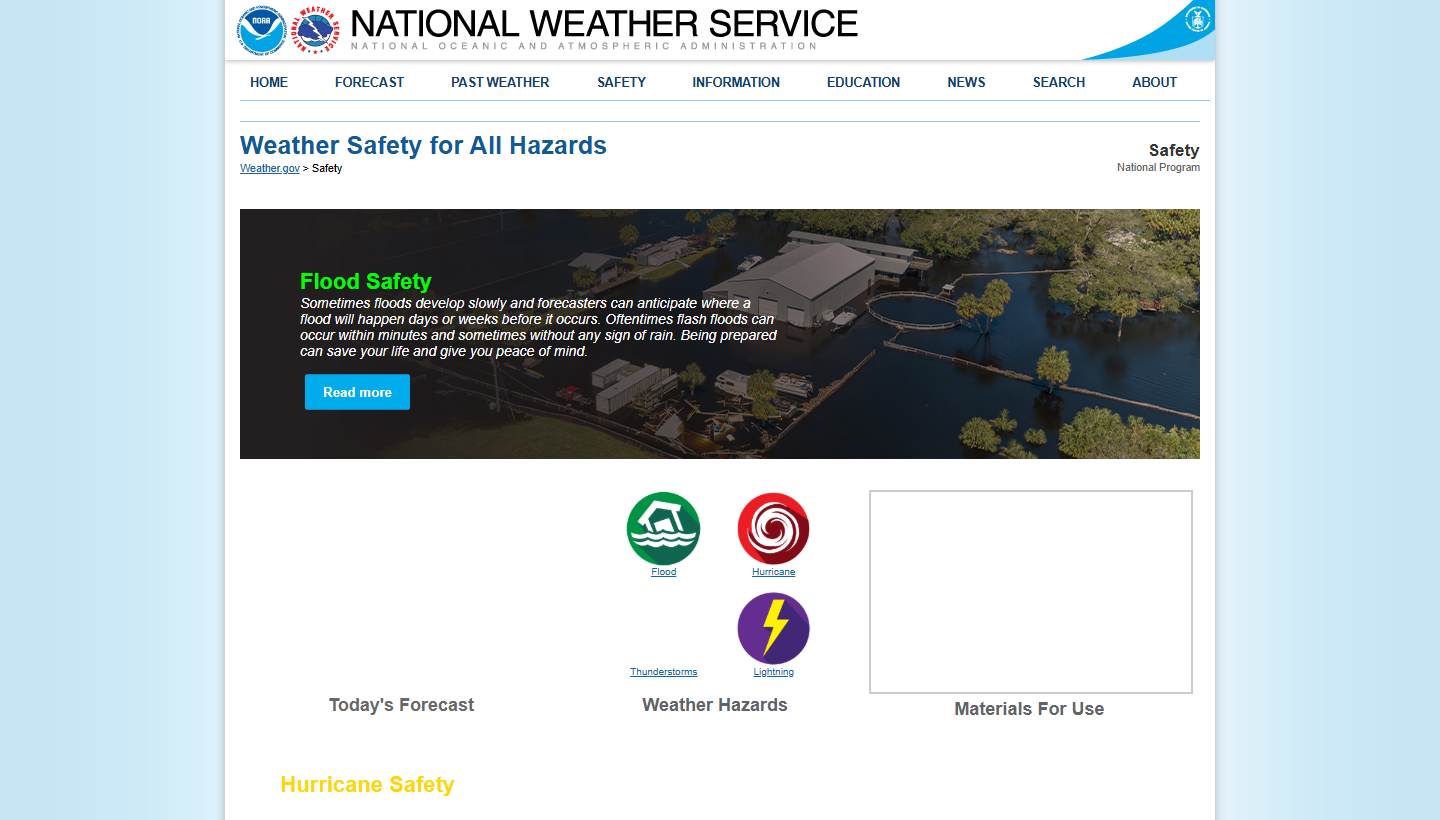 NOAA
NATIONAL WEATHER SERVICE
NATIONAL OCEANIC AND ATMOSPHERIC ADMINISTRATION
HOME
FORECAST
PAST WEATHER
SAFETY
INFORMATION
EDUCATION
NEWS
SEARCH
ABOUT
Weather Safety for All Hazards
Weather.gov > Safety
Safety
National Program
Flood Safety
Sometimes floods develop slowly and forecasters can anticipate where a
flood will happen days or weeks before it occurs. Oftentimes flash floods can
occur within minutes and sometimes without any sign of rain. Being prepared
can save your life and give you peace of mind.
Read more
Flood
Hurricane
Thunderstorms
Lightning
Today's Forecast
Weather Hazards
Materials For Use
Hurricane Safety